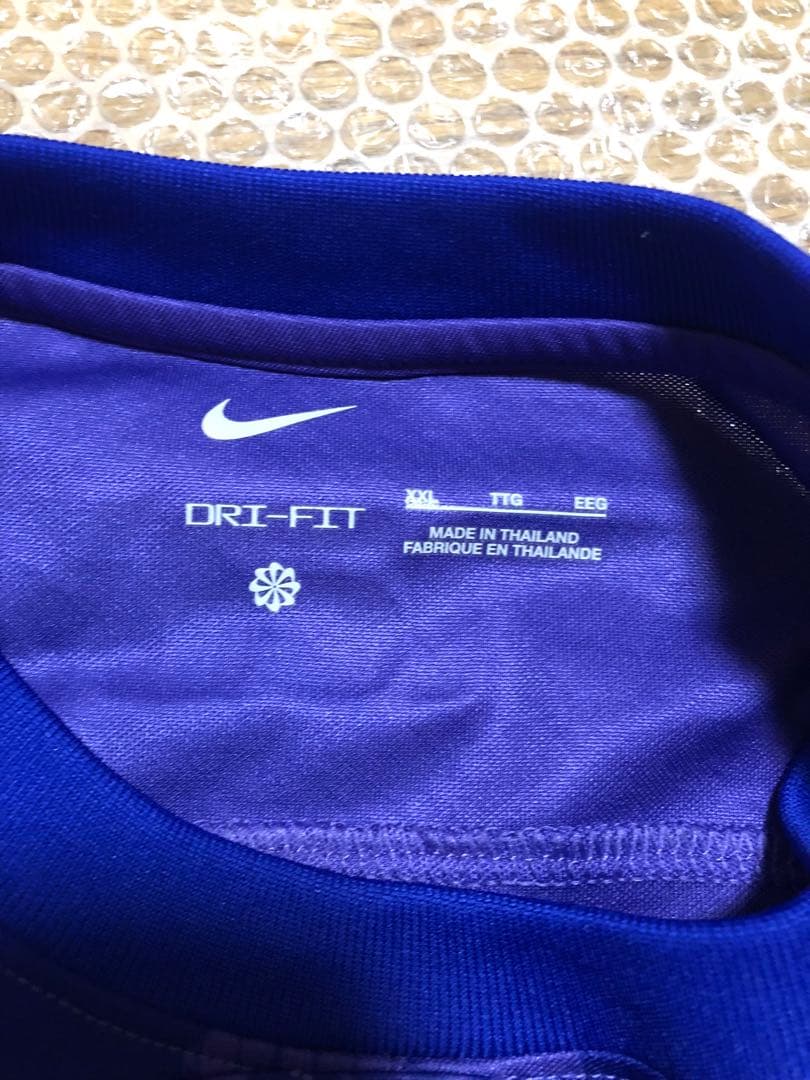 DRI-FIT
XXL TTG EEG
MADE IN THAILAND
FABRIQUE EN THAILANDE